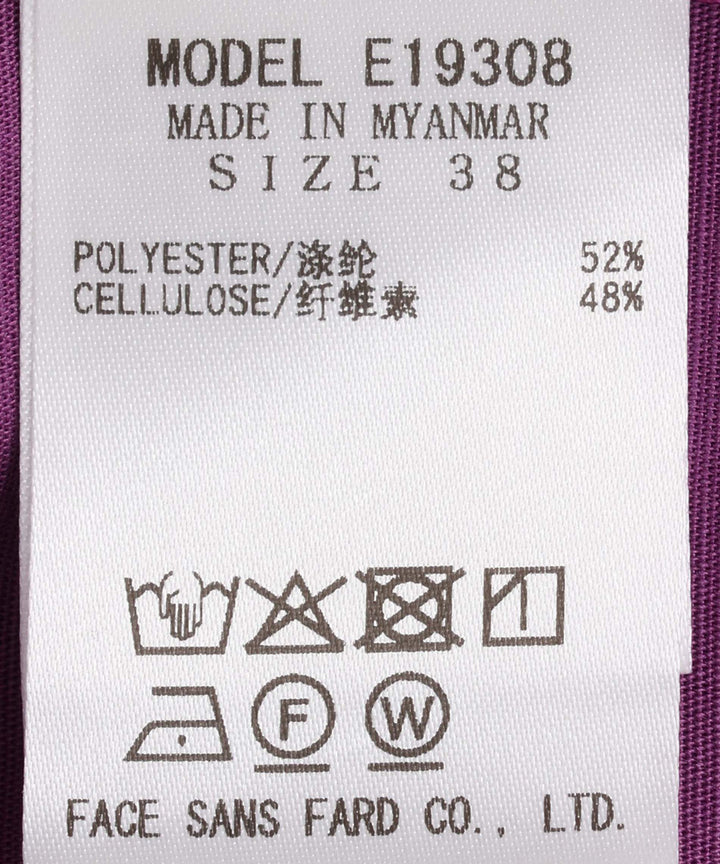 MODEL E19308
MADE IN MYANMAR
SIZE 38
POLYESTER/涤纶 52%
CELLULOSE/纤维素 48%
F W
FACE SANS FARD CO., LTD.